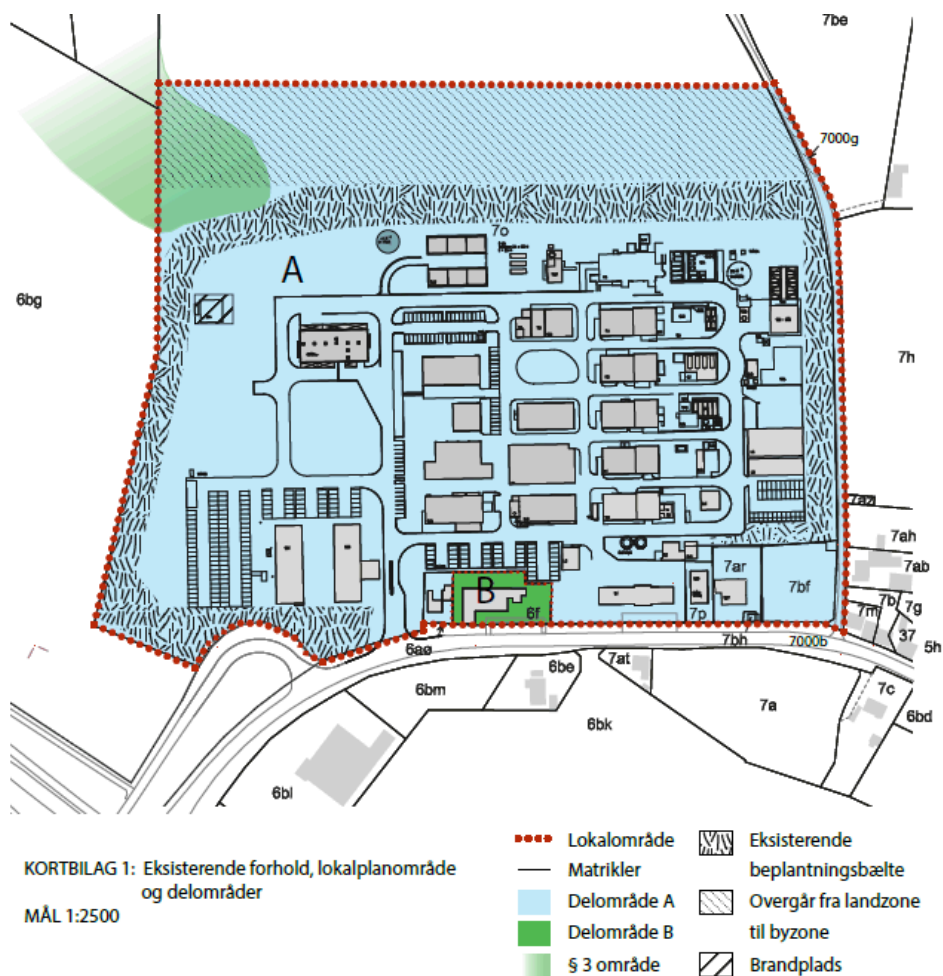 7be
7000g
7o
A
6bg
7h
7az
7ah
7ab
7ar
7bf
B
7b
7g
7m
6f
7p
37
6aø
7bh
7000b
5h
6be
7at
6bm
7c
7a
6bd
6bk
6bl
Lokalområde
Eksisterende
beplantningsbælte
KORTBILAG 1: Eksisterende forhold, lokalplanområde
og delområder
Matrikler
Delområde A
Overgår fra landzone
til byzone
MÅL 1:2500
Delområde B
§ 3 område
Brandplads